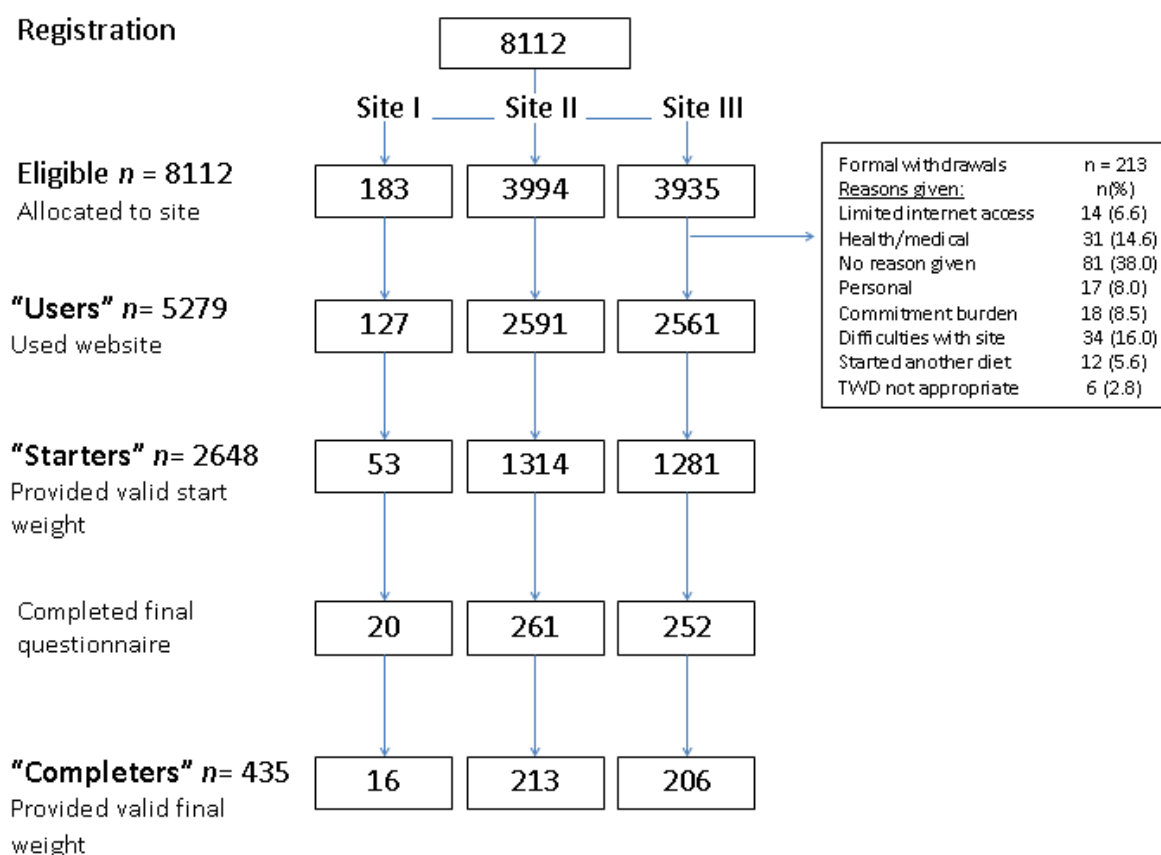 Registration
8112
Site I Site II Site III
Eligible n = 8112
Allocated to site
183 3994 3935
Formal withdrawals n = 213
Reasons given: n(%)
Limited internet access 14 (6.6)
Health/medical 31 (14.6)
No reason given 81 (38.0)
Personal 17 (8.0)
Commitment burden 18 (8.5)
Difficulties with site 34 (16.0)
Started another diet 12 (5.6)
TWD not appropriate 6 (2.8)
"Users" n= 5279
Used website
127 2591 2561
"Starters" n= 2648
Provided valid start
weight
53 1314 1281
Completed final
questionnaire
20 261 252
"Completers" n= 435
Provided valid final
weight
16 213 206